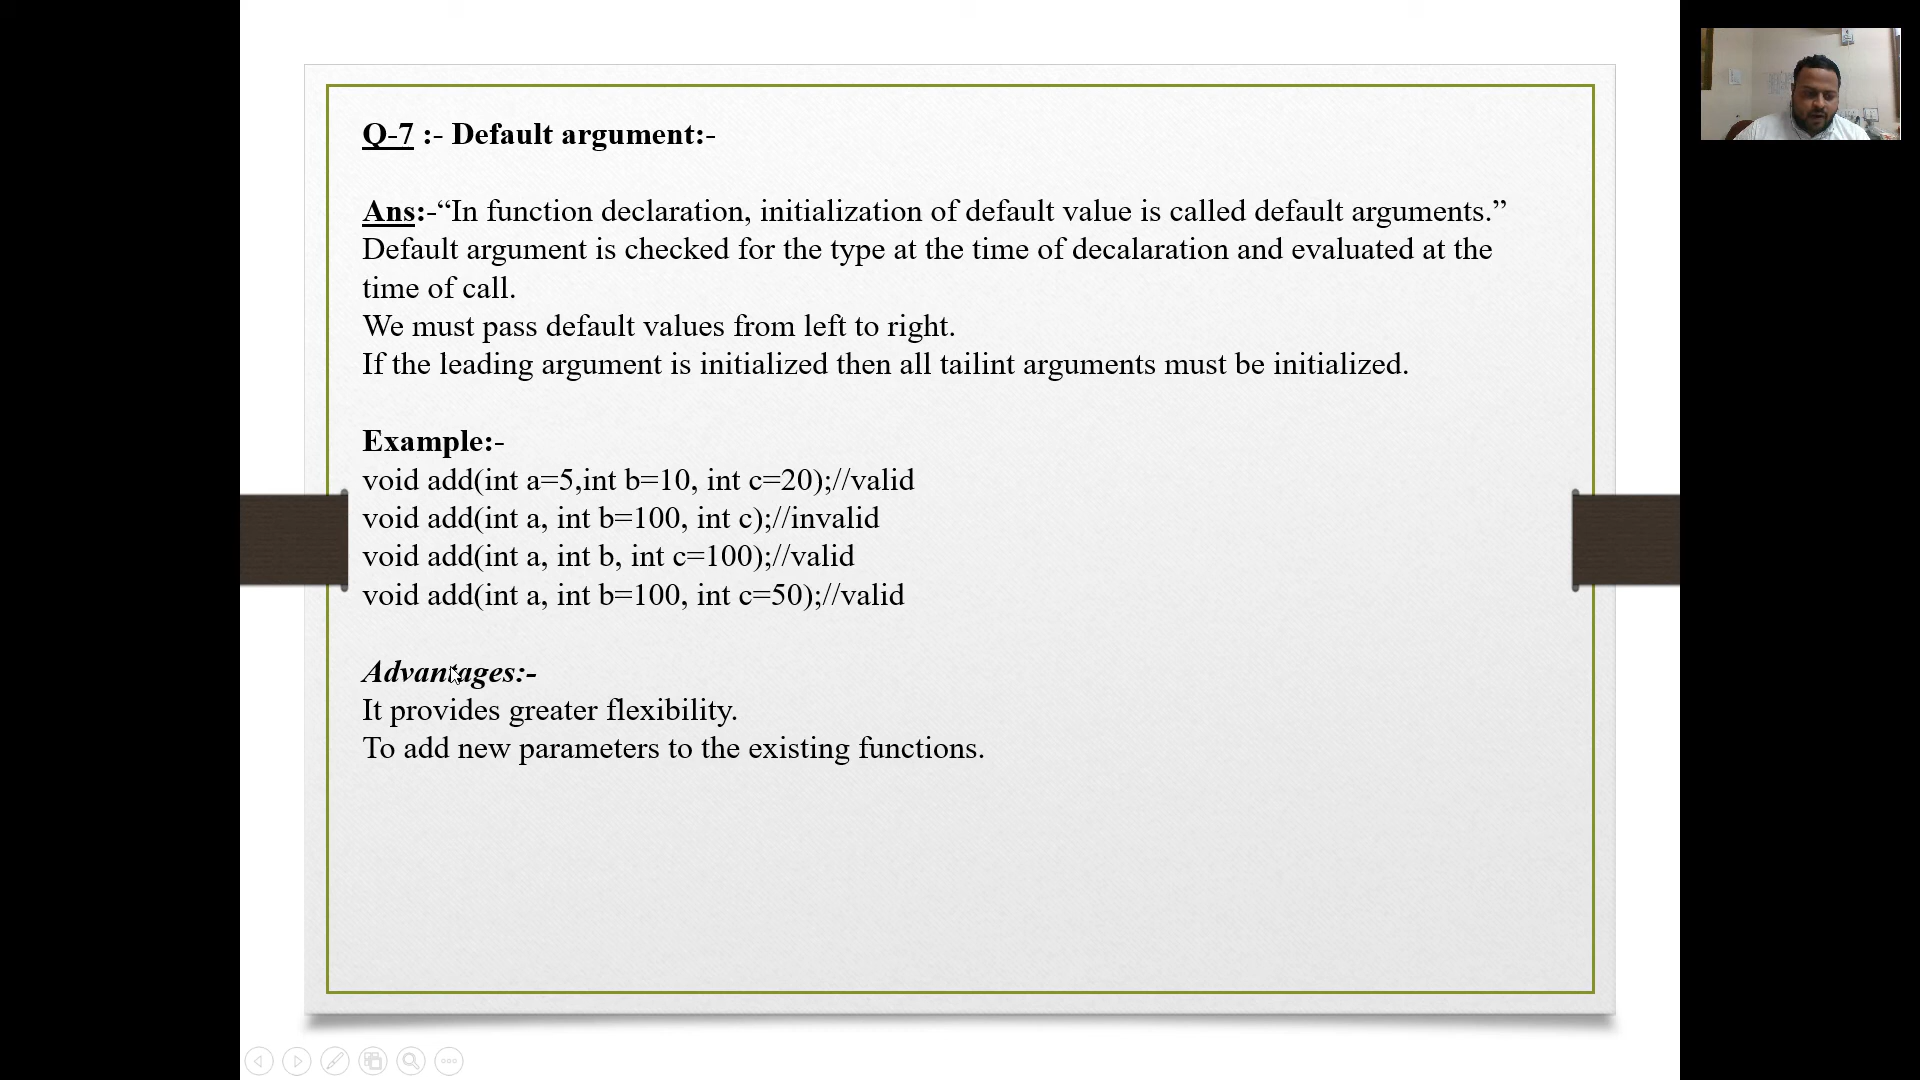 Q-7 :- Default argument:-
Ans:-“In function declaration, initialization of default value is called default arguments.”
Default argument is checked for the type at the time of decalaration and evaluated at the
time of call.
We must pass default values from left to right.
If the leading argument is initialized then all tailint arguments must be initialized.
Example:-
void add(int a=5,int b=10, int c=20);//valid
void add(int a, int b=100, int c);//invalid
void add(int a, int b, int c=100);//valid
void add(int a, int b=100, int c=50);//valid
Advantages:-
It provides greater flexibility.
To add new parameters to the existing functions.